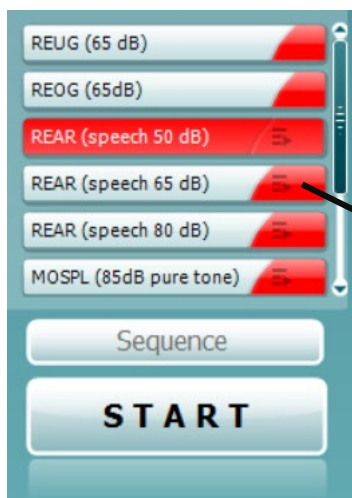 REUG (65 dB)
REOG (65dB)
REAR (speech 50 dB)
REAR (speech 65 dB)
REAR (speech 80 dB)
MOSPL (85dB pure tone)
Sequence
START